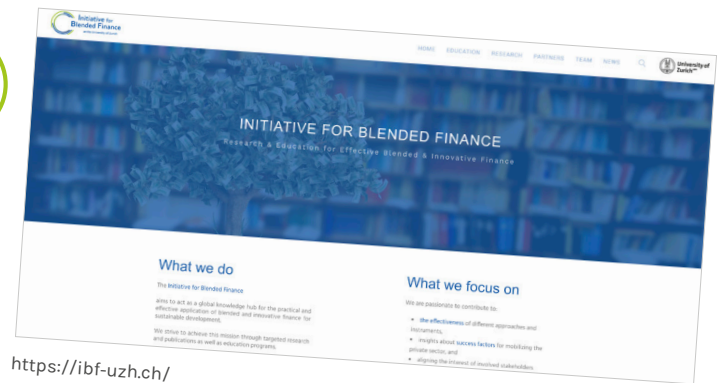 Initiative for
Blended Finance
HOME EDUCATION RESEARCH PARTNERS TEAM NEWS
University of
Zurich
INITIATIVE FOR BLENDED FINANCE
Research & Education for Effective Blended & Innovative Finance
What we do
The Initiative for Blended Finance
aims to act as a global knowledge hub for the practical and
effective application of blended and innovative finance for
sustainable development.
We strive to achieve this mission through targeted research
and publications as well as education programs.
What we focus on
We are passionate to contribute to:
• the effectiveness of different approaches and
instruments,
• insights about success factors for mobilising the
private sector, and
• aligning the interest of involved stakeholders
https://ibf-uzh.ch/